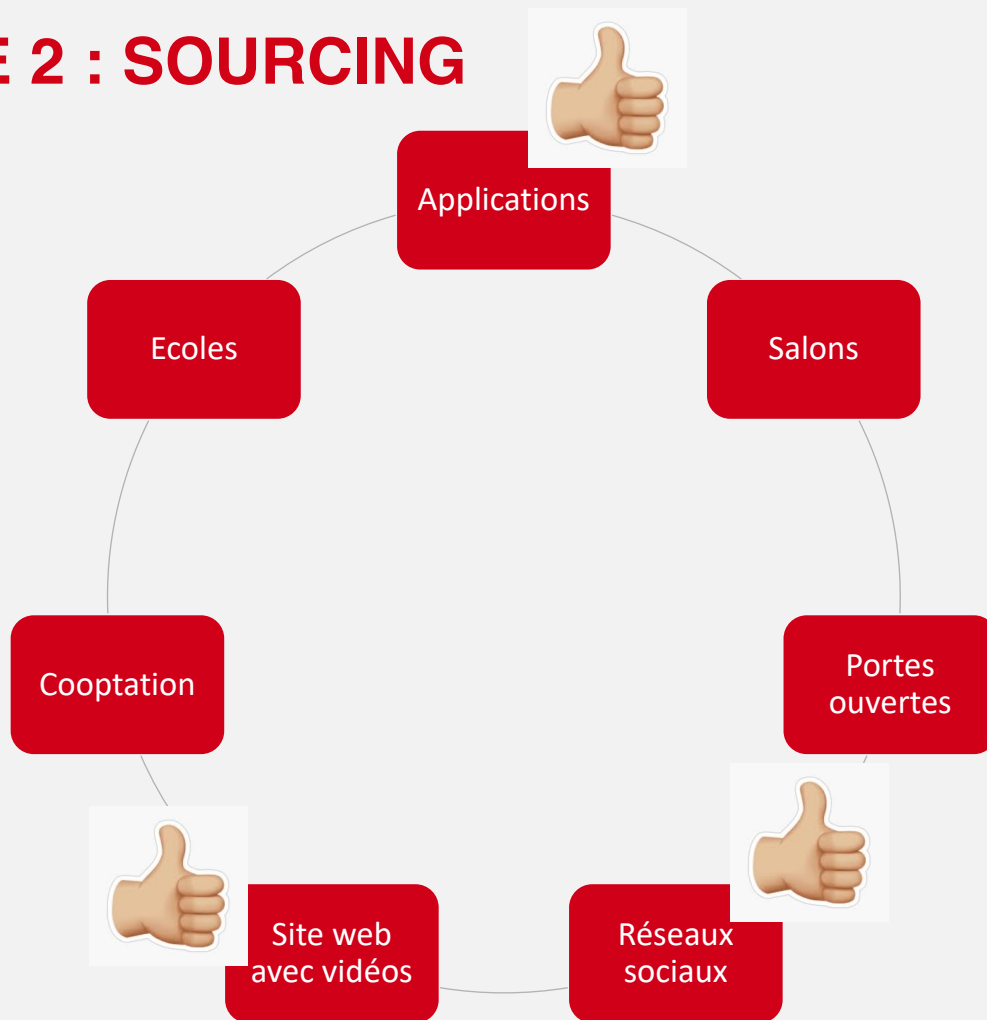 E 2 : SOURCING
Applications
Ecoles
Salons
Cooptation
Portes
ouvertes
Site web
avec vidéos
Réseaux
sociaux